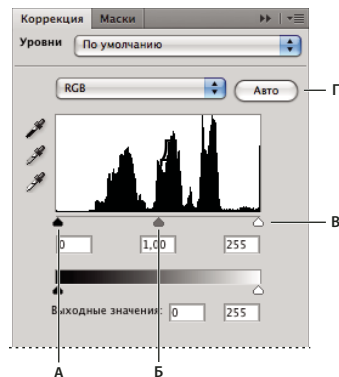 Коррекция Маски
Уровни По умолчанию
RGB Авто Г
В
0 1,00 255
Выходные значения: 0 255
А Б